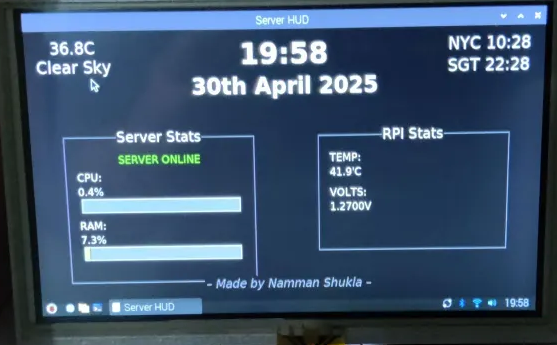 Server HUD
36.8C
Clear Sky
19:58
30th April 2025
NYC 10:28
SGT 22:28
Server Stats
SERVER ONLINE
CPU:
0.4%
RAM:
7.3%
RPI Stats
TEMP:
41.9'C
VOLTS:
1.2700V
– Made by Namman Shukla –
Server HUD
19:58